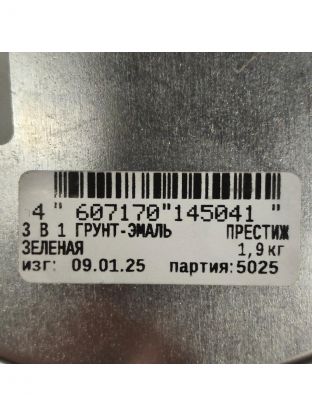 4 " 607170 " 145041 "
3 В 1 ГРУНТ-ЭМАЛЬ ПРЕСТИЖ
ЗЕЛЕНАЯ 1,9 кг
изг: 09.01.25 партия:5025